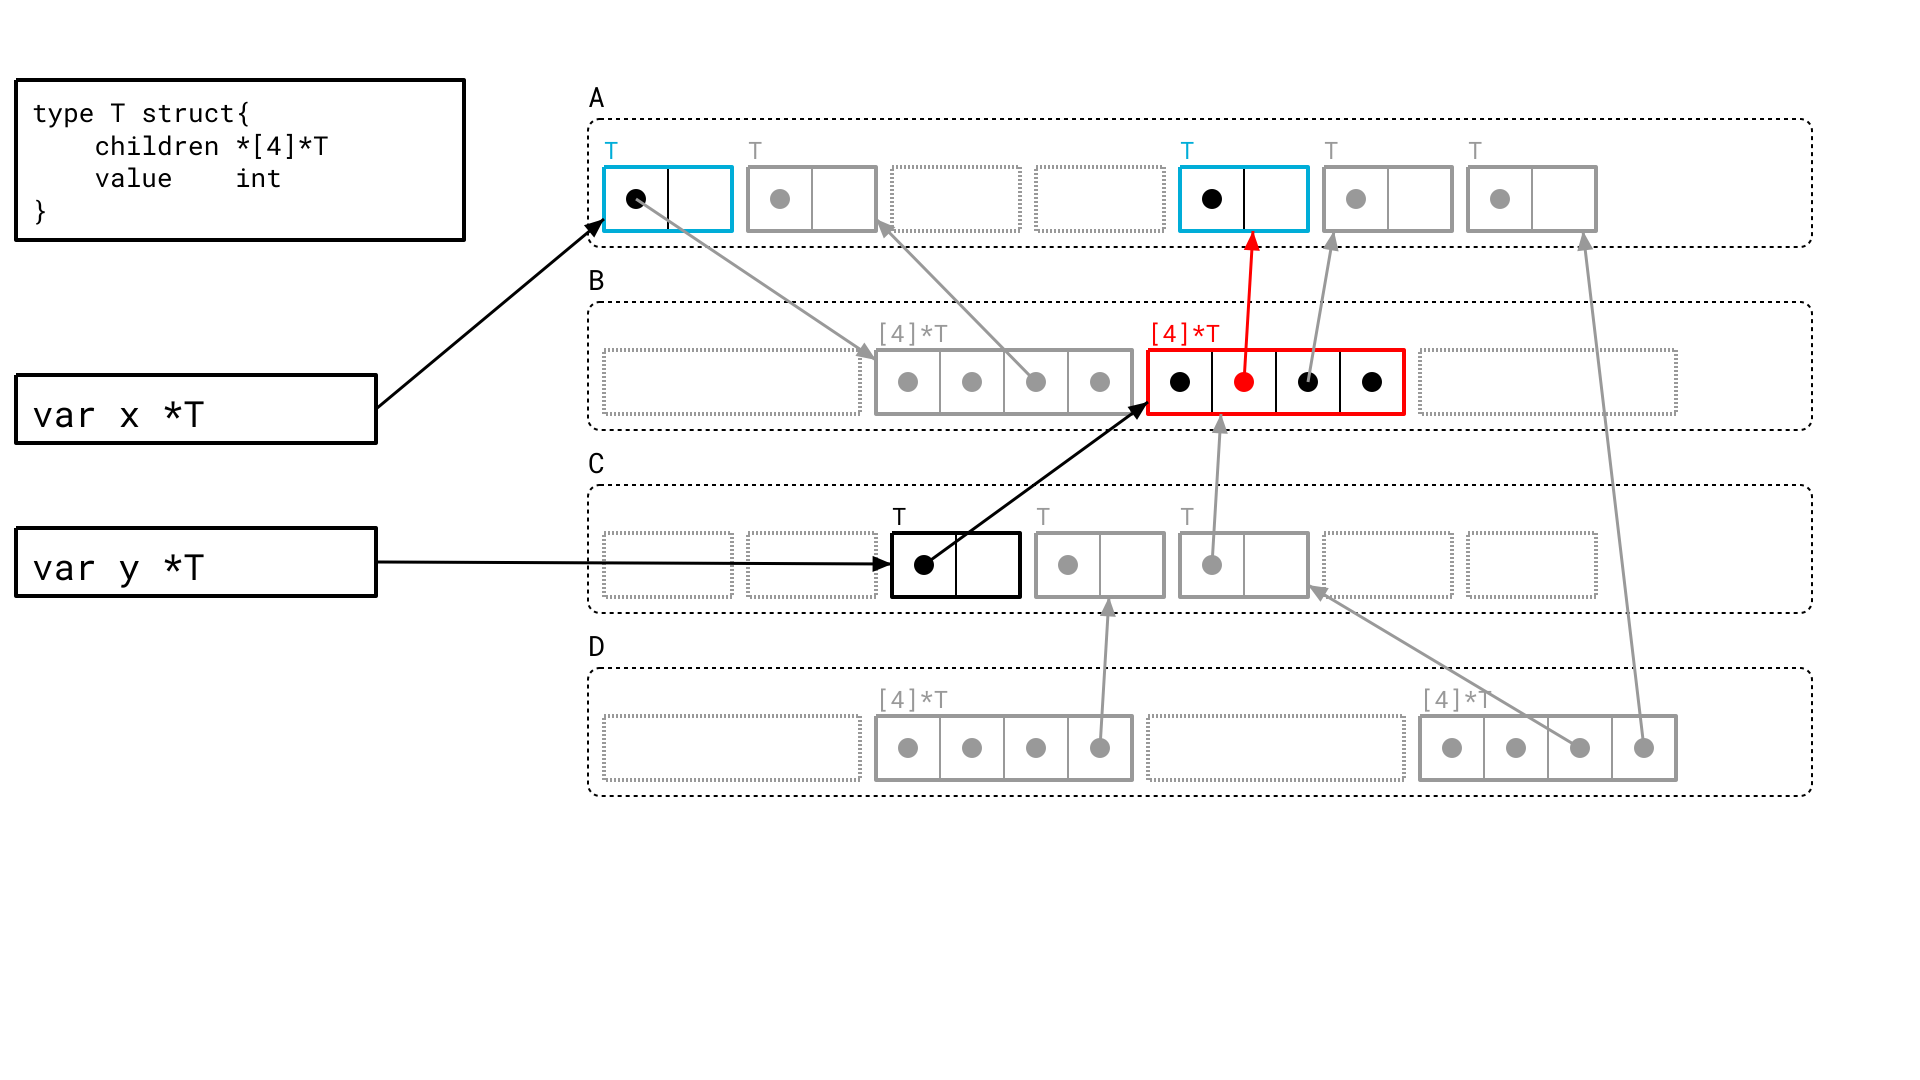 type T struct{
    children *[4]*T
    value    int
}
var x *T
var y *T
A
T
T
T
T
T
B
[4]*T
[4]*T
C
T
T
T
D
[4]*T
[4]*T